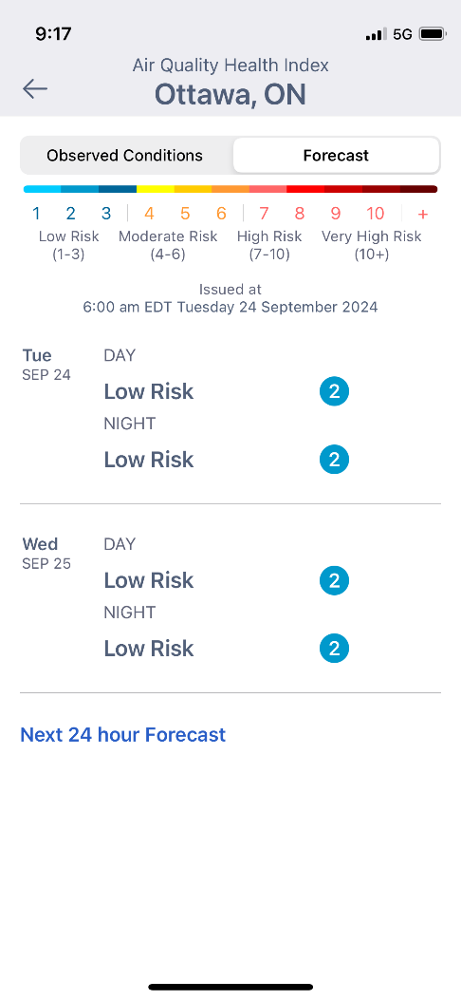 9:17
5G
Air Quality Health Index
Ottawa, ON
Observed Conditions Forecast
1 2 3 4 5 6 7 8 9 10 +
Low Risk Moderate Risk High Risk Very High Risk
(1-3) (4-6) (7-10) (10+)
Issued at
6:00 am EDT Tuesday 24 September 2024
Tue DAY
SEP 24
Low Risk 2
NIGHT
Low Risk 2
Wed DAY
SEP 25
Low Risk 2
NIGHT
Low Risk 2
Next 24 hour Forecast